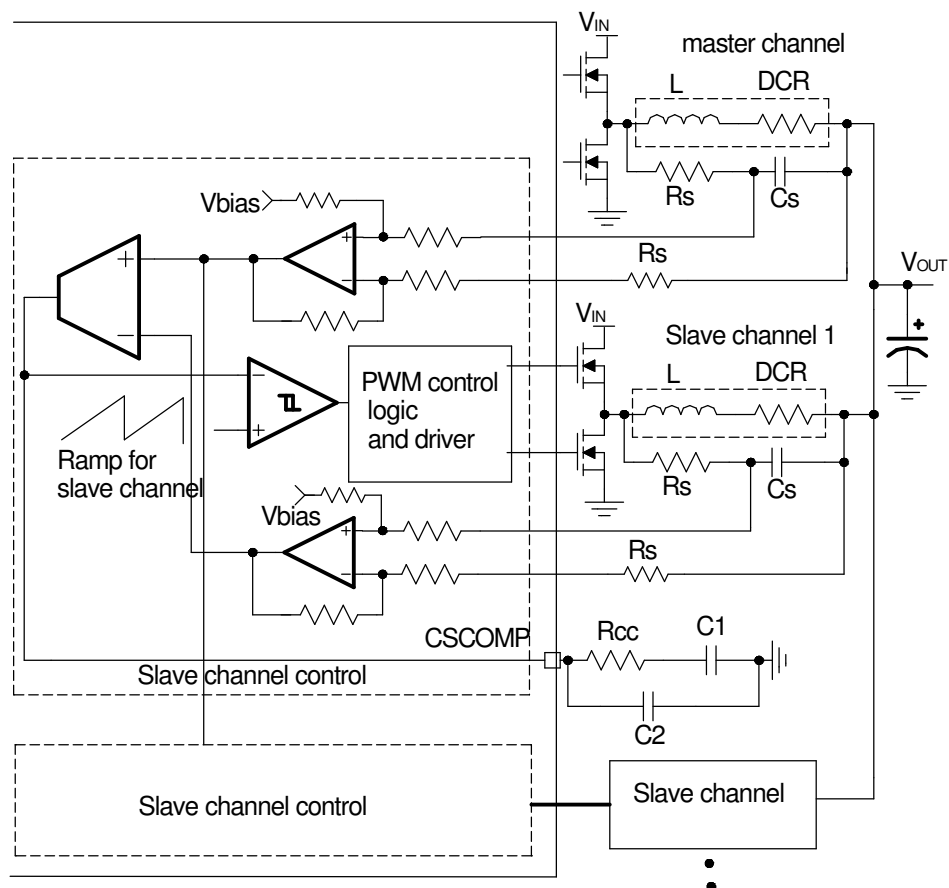 VIN
master channel
L
DCR
Rs
Cs
Vbias
+
−
Rs
VOUT
+
+
−
VIN
Slave channel 1
L
DCR
−
+
PWM control
logic
and driver
Ramp for
slave channel
Rs
Cs
Vbias
+
−
Rs
CSCOMP
Rcc
C1
Slave channel control
C2
Slave channel control
Slave channel